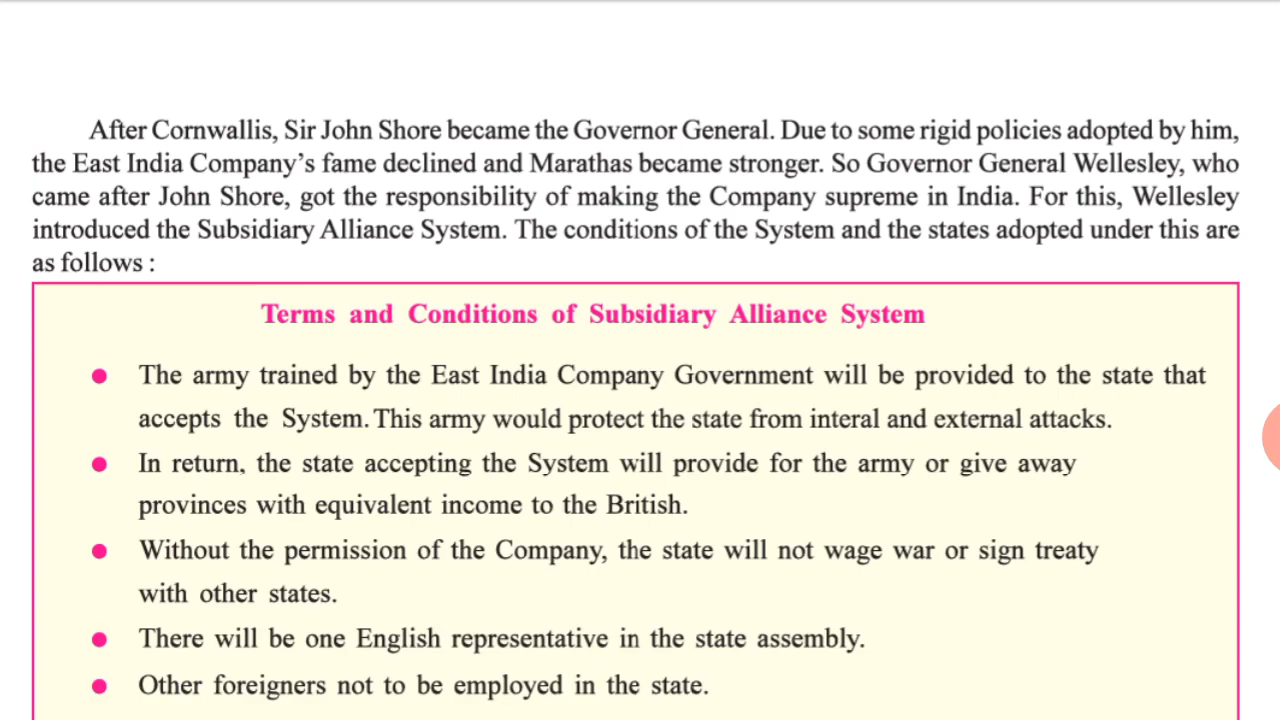 After Cornwallis, Sir John Shore became the Governor General. Due to some rigid policies adopted by him,
the East India Company's fame declined and Marathas became stronger. So Governor General Wellesley, who
came after John Shore, got the responsibility of making the Company supreme in India. For this, Wellesley
introduced the Subsidiary Alliance System. The conditions of the System and the states adopted under this are
as follows :
Terms and Conditions of Subsidiary Alliance System
● The army trained by the East India Company Government will be provided to the state that
accepts the System. This army would protect the state from interal and external attacks.
● In return, the state accepting the System will provide for the army or give away
provinces with equivalent income to the British.
● Without the permission of the Company, the state will not wage war or sign treaty
with other states.
● There will be one English representative in the state assembly.
● Other foreigners not to be employed in the state.